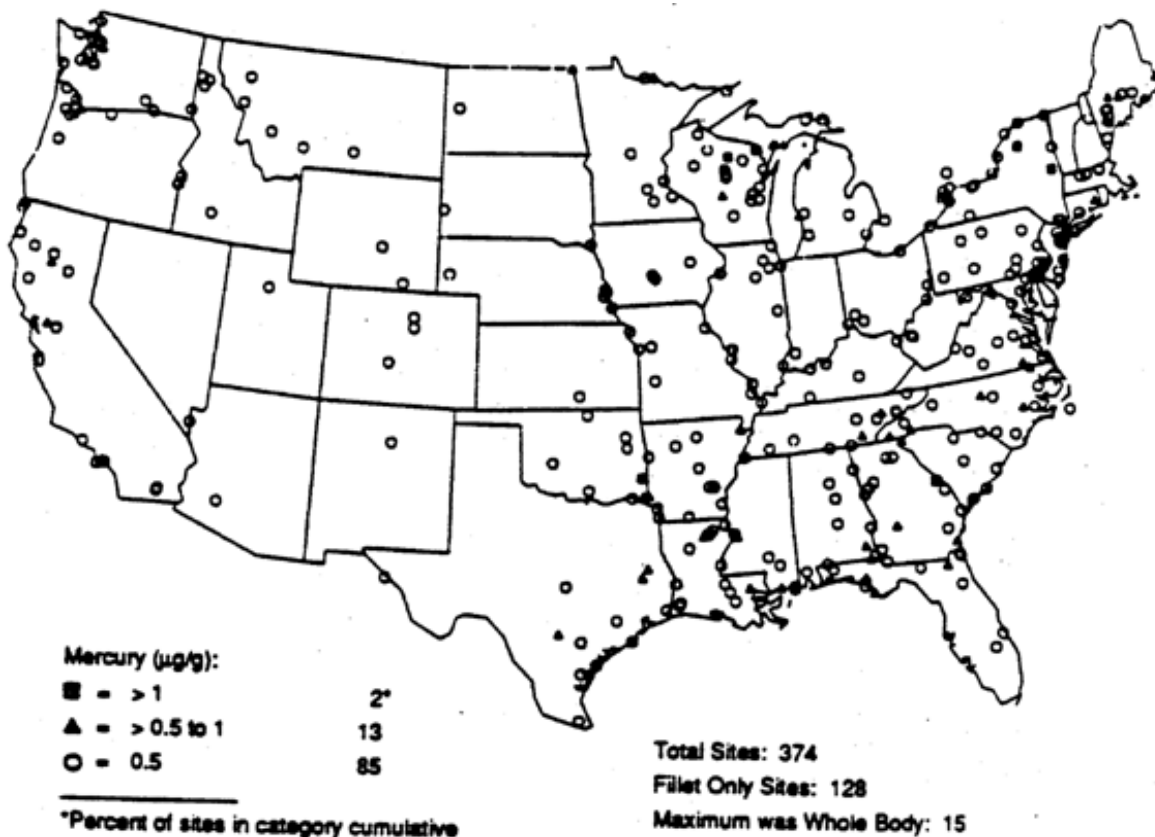 Mercury (µg/g):
■ = > 1 2*
▲ = > 0.5 to 1 13
○ = 0.5 85
*Percent of sites in category cumulative
Total Sites: 374
Fillet Only Sites: 128
Maximum was Whole Body: 15